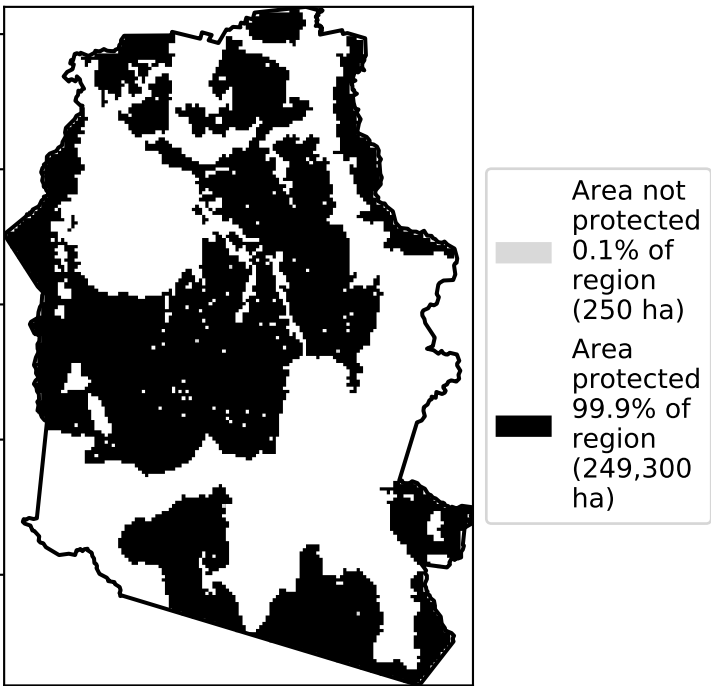 Area not
protected
0.1% of
region
(250 ha)
Area
protected
99.9% of
region
(249,300
ha)